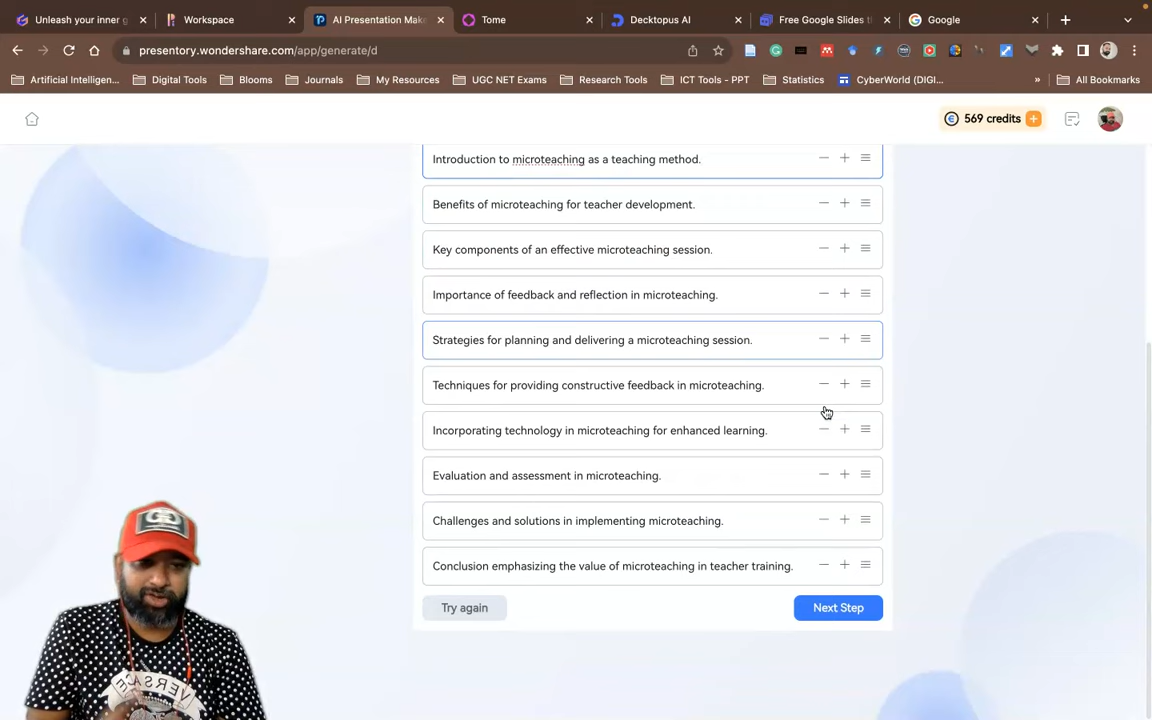 Unleash your inner g
Workspace
AI Presentation Make
Tome
Decktopus AI
Free Google Slides t
Google
presentory.wondershare.com/app/generate/d
Artificial Intelligen...
Digital Tools
Blooms
Journals
My Resources
UGC NET Exams
Research Tools
ICT Tools - PPT
Statistics
CyberWorld (DIGI...
»
All Bookmarks
569 credits
Introduction to microteaching as a teaching method.
Benefits of microteaching for teacher development.
Key components of an effective microteaching session.
Importance of feedback and reflection in microteaching.
Strategies for planning and delivering a microteaching session.
Techniques for providing constructive feedback in microteaching.
Incorporating technology in microteaching for enhanced learning.
Evaluation and assessment in microteaching.
Challenges and solutions in implementing microteaching.
Conclusion emphasizing the value of microteaching in teacher training.
Try again
Next Step
VERSACE